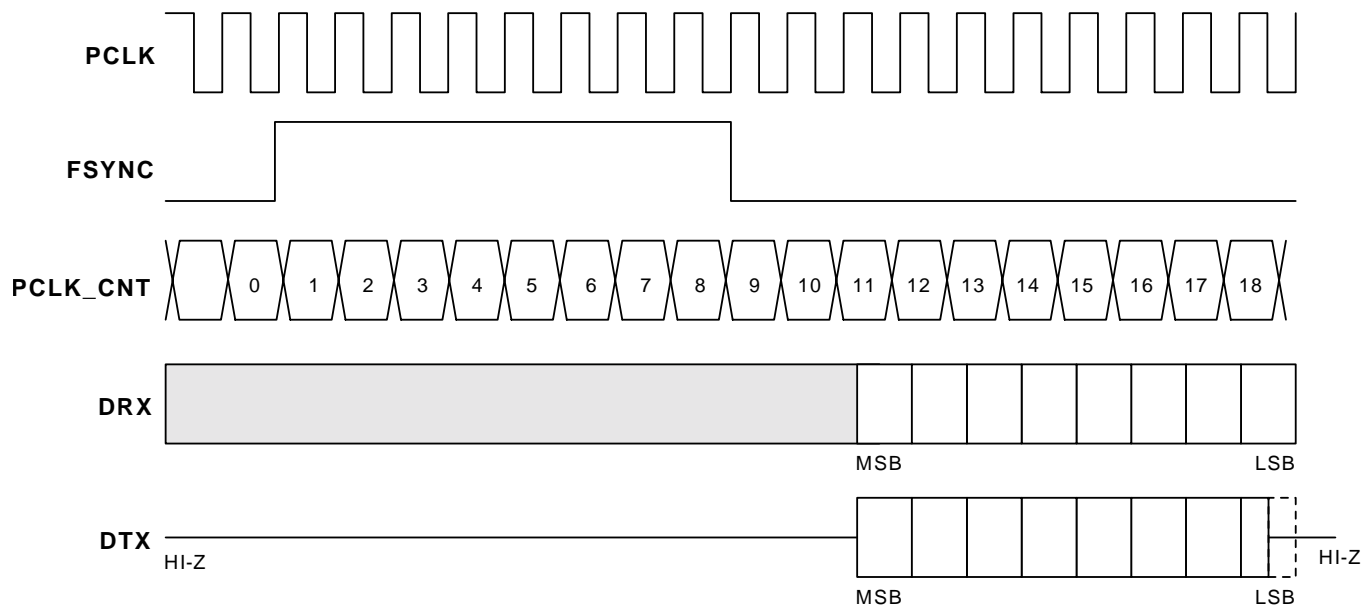 PCLK
FSYNC
PCLK_CNT 0 1 2 3 4 5 6 7 8 9 10 11 12 13 14 15 16 17 18
DRX
MSB LSB
DTX
HI-Z HI-Z
MSB LSB